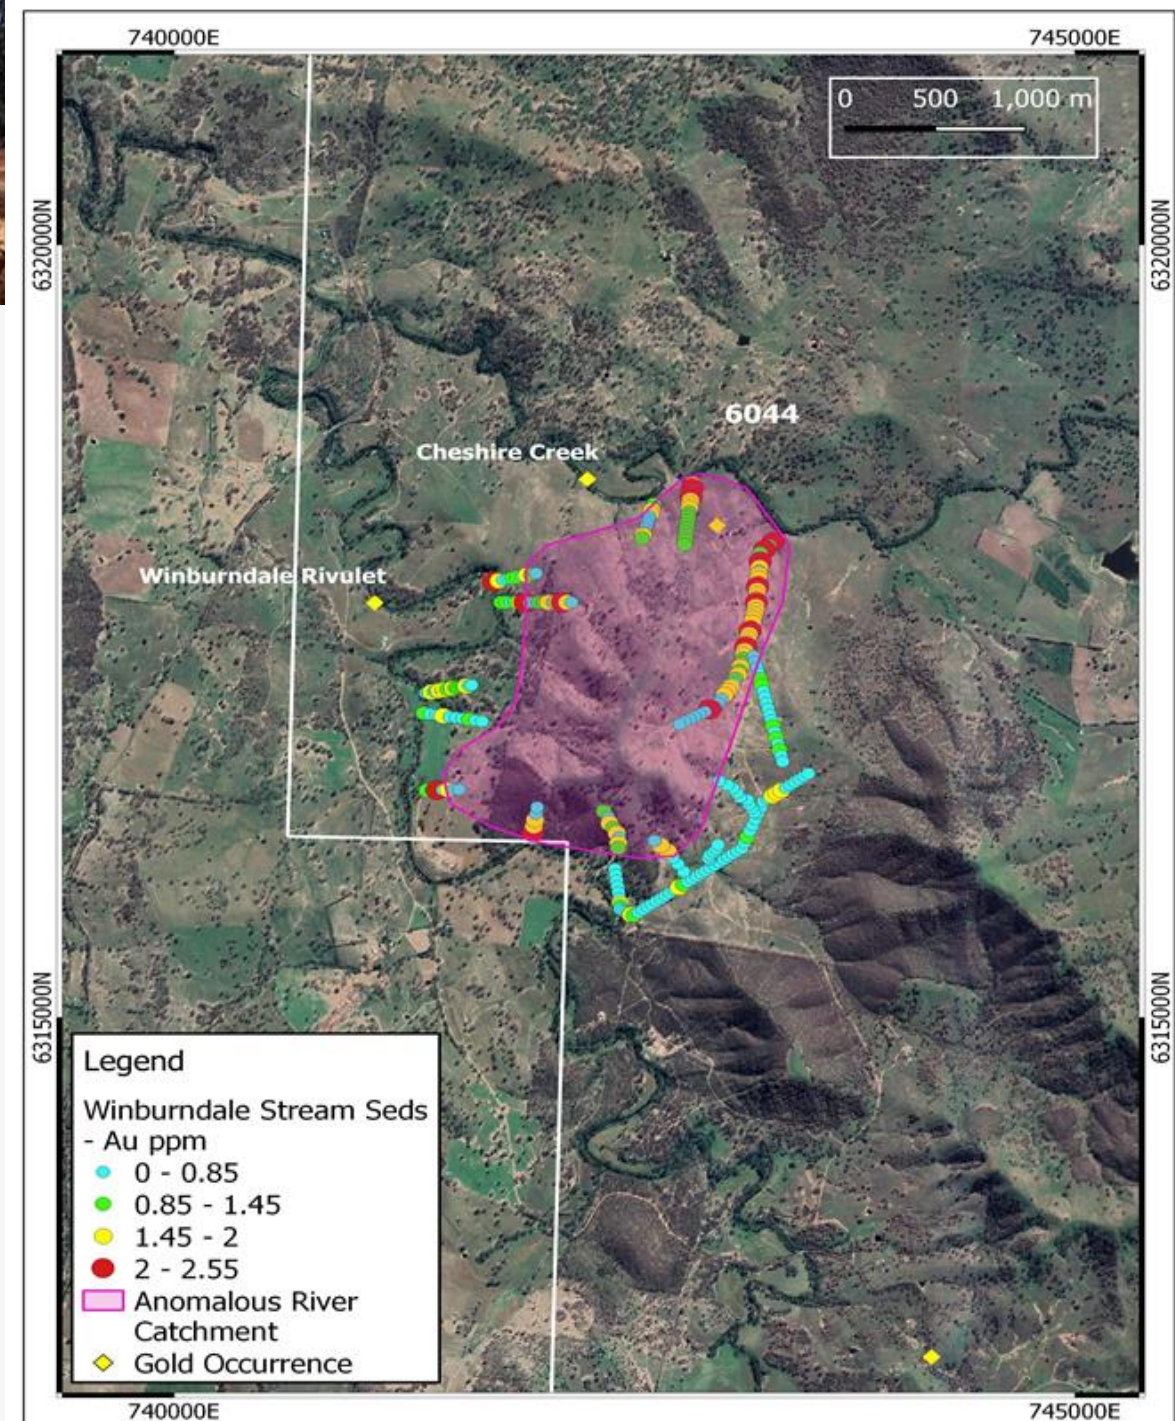 740000E
745000E
0 500 1,000 m
6320000N
6320000N
6044
Cheshire Creek
Winburndale Rivulet
6315000N
6315000N
Legend
Winburndale Stream Seds
- Au ppm
0 - 0.85
0.85 - 1.45
1.45 - 2
2 - 2.55
Anomalous River
Catchment
Gold Occurrence
740000E
745000E